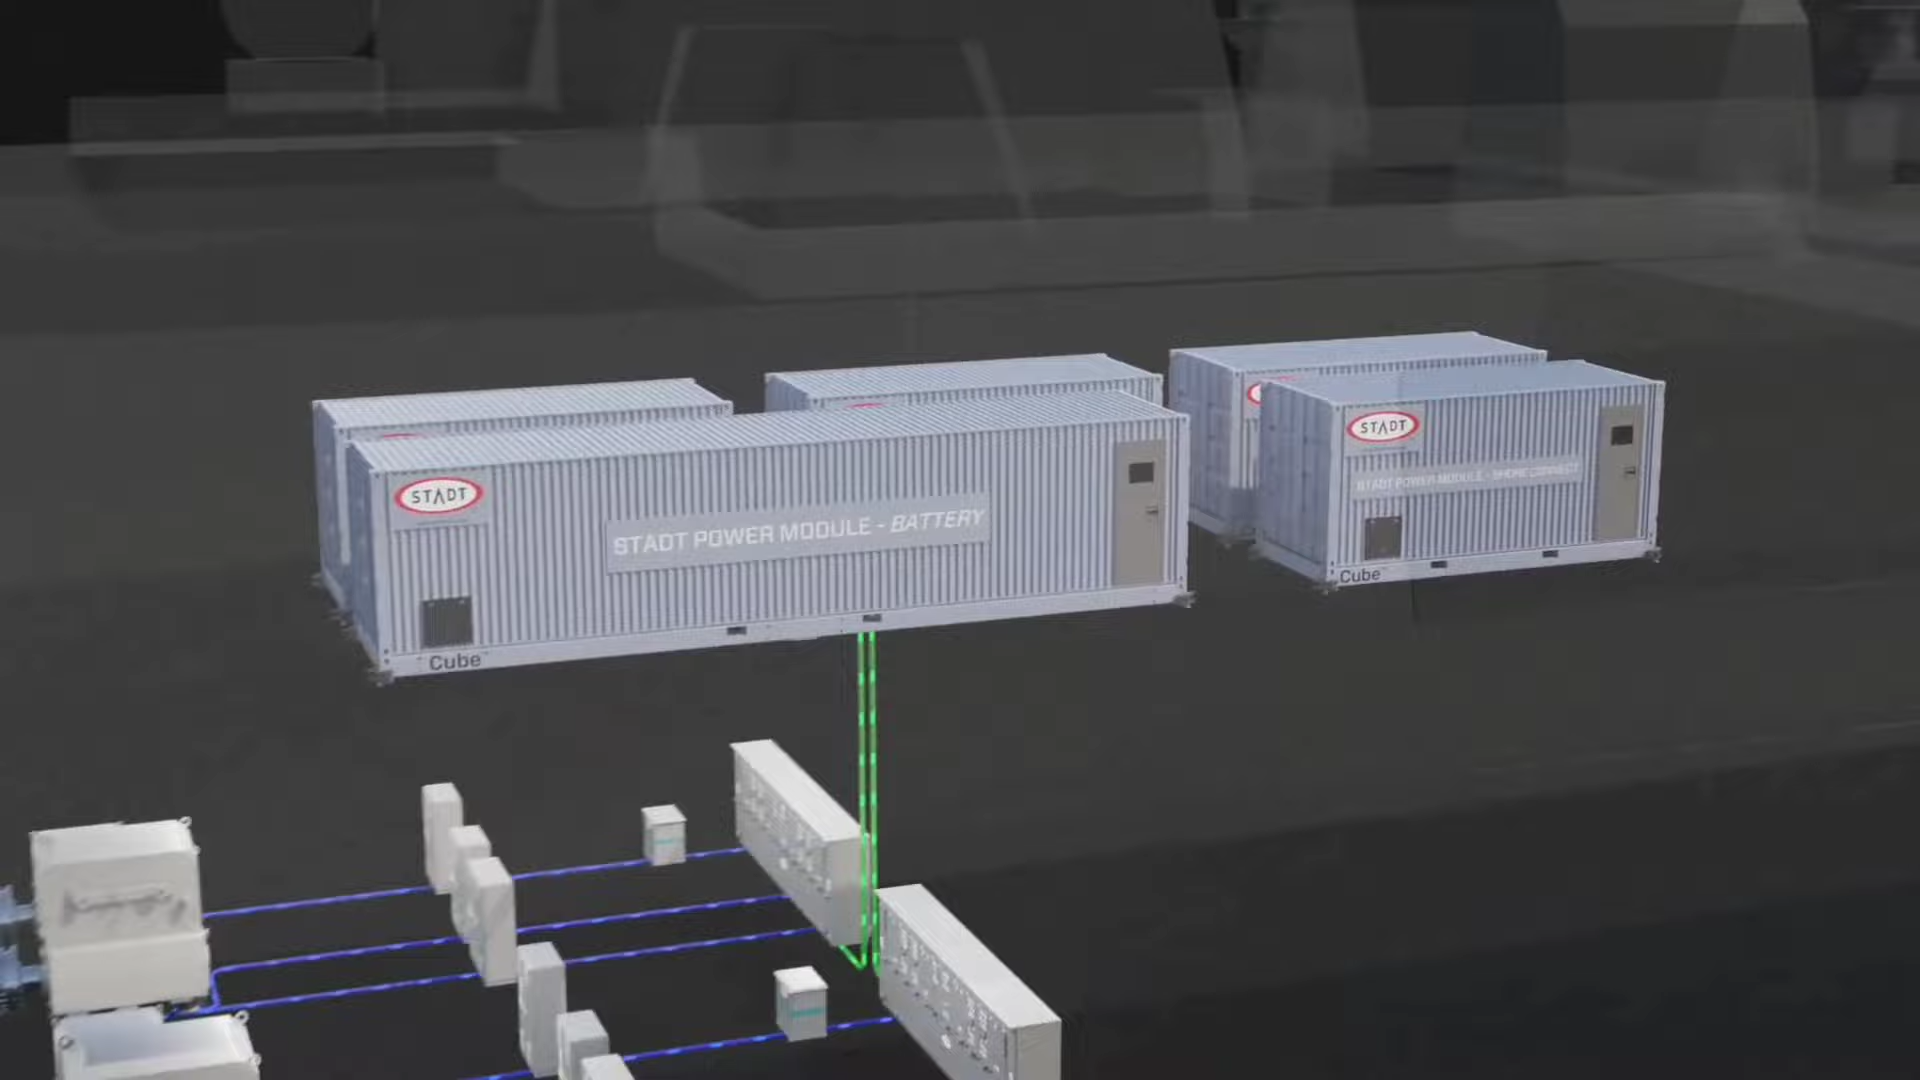 STADT
STADT POWER MODULE - BATTERY
Cube
STADT
STADT POWER MODULE - SHORE CONNECT
Cube